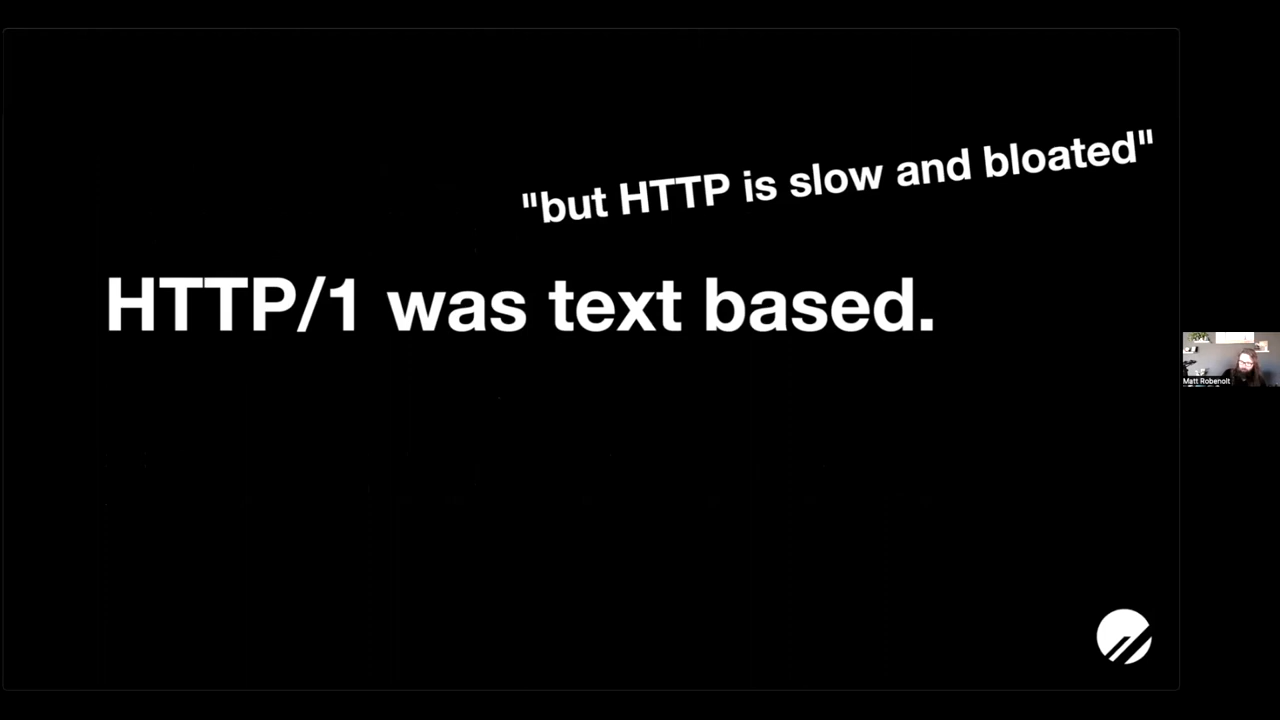 "but HTTP is slow and bloated"
HTTP/1 was text based.
Matt Robenolt